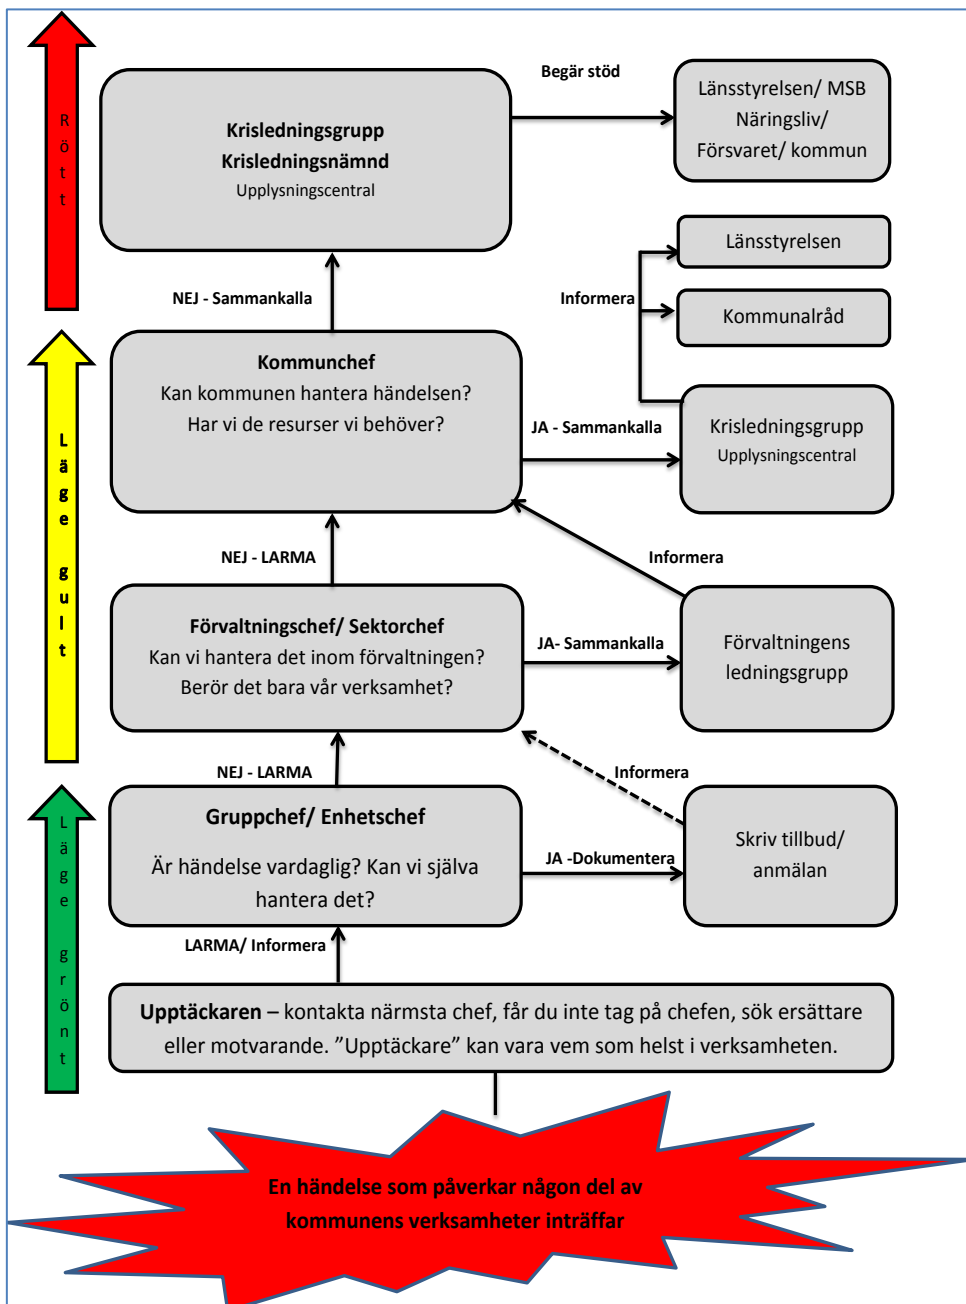 Rött
Begär stöd
Krisledningsgrupp
Krisledningsnämnd
Upplysningscentral
Länsstyrelsen/ MSB
Näringsliv/
Försvaret/ kommun
NEJ - Sammankalla
Informera
Länsstyrelsen
Kommunalråd
Läge gult
Kommunchef
Kan kommunen hantera händelsen?
Har vi de resurser vi behöver?
JA - Sammankalla
Krisledningsgrupp
Upplysningscentral
NEJ - LARMA
Informera
Förvaltningschef/ Sektorchef
Kan vi hantera det inom förvaltningen?
Berör det bara vår verksamhet?
JA- Sammankalla
Förvaltningens
ledningsgrupp
NEJ - LARMA
Informera
Läge grönt
Gruppchef/ Enhetschef
Är händelse vardaglig? Kan vi själva
hantera det?
JA -Dokumentera
Skriv tillbud/
anmälan
LARMA/ Informera
Upptäckaren – kontakta närmsta chef, får du inte tag på chefen, sök ersättare
eller motvarande. ”Upptäckare” kan vara vem som helst i verksamheten.
En händelse som påverkar någon del av
kommunens verksamheter inträffar